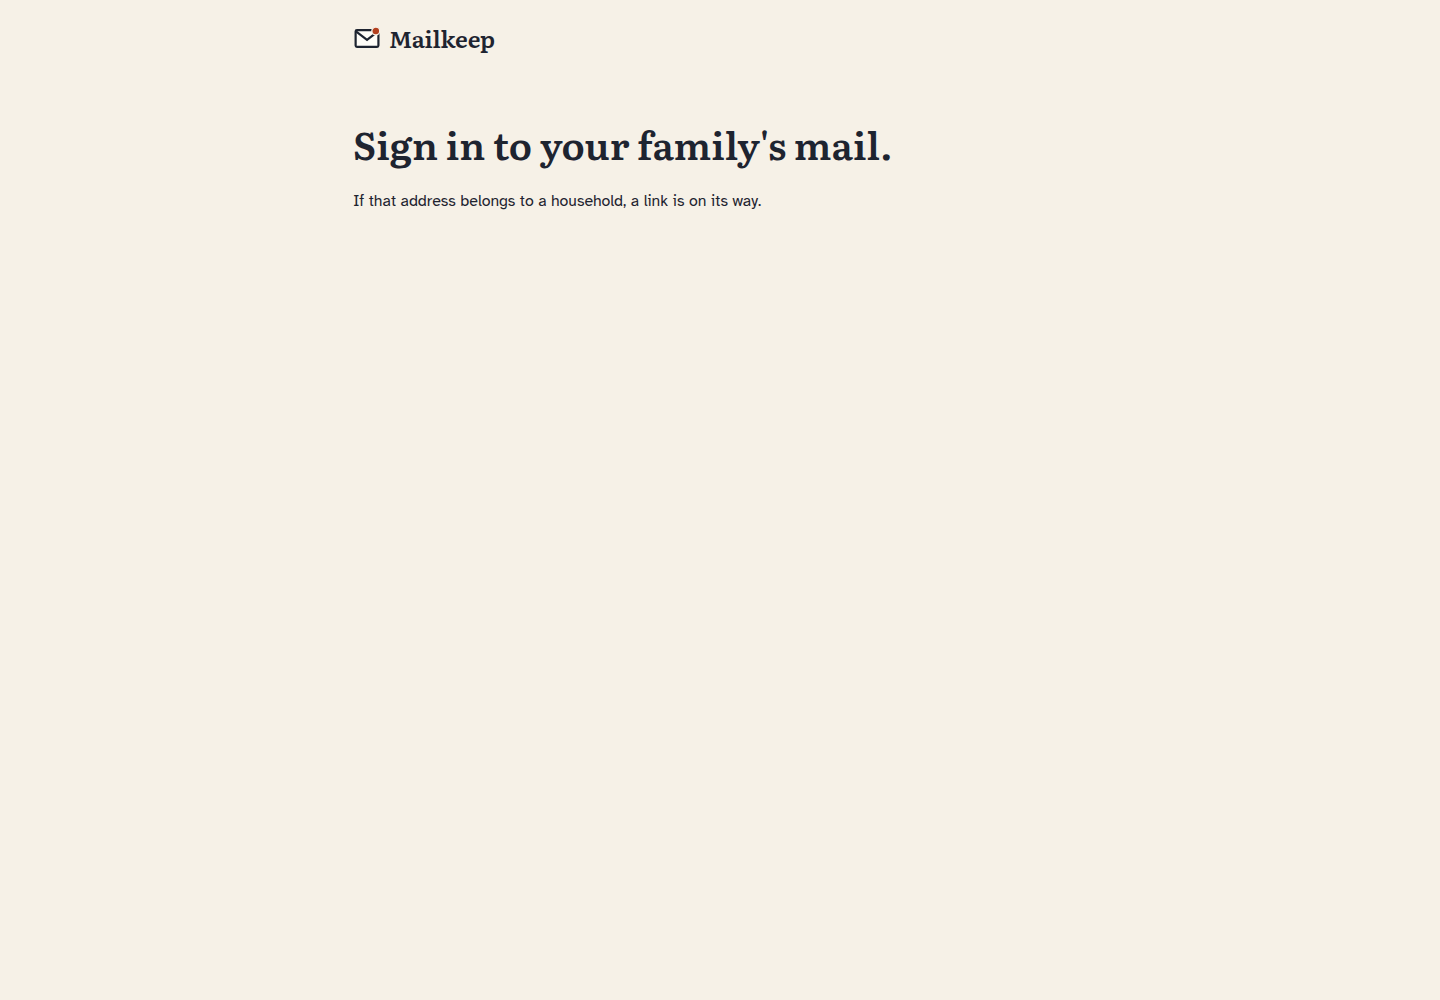 Mailkeep
Sign in to your family's mail.
If that address belongs to a household, a link is on its way.